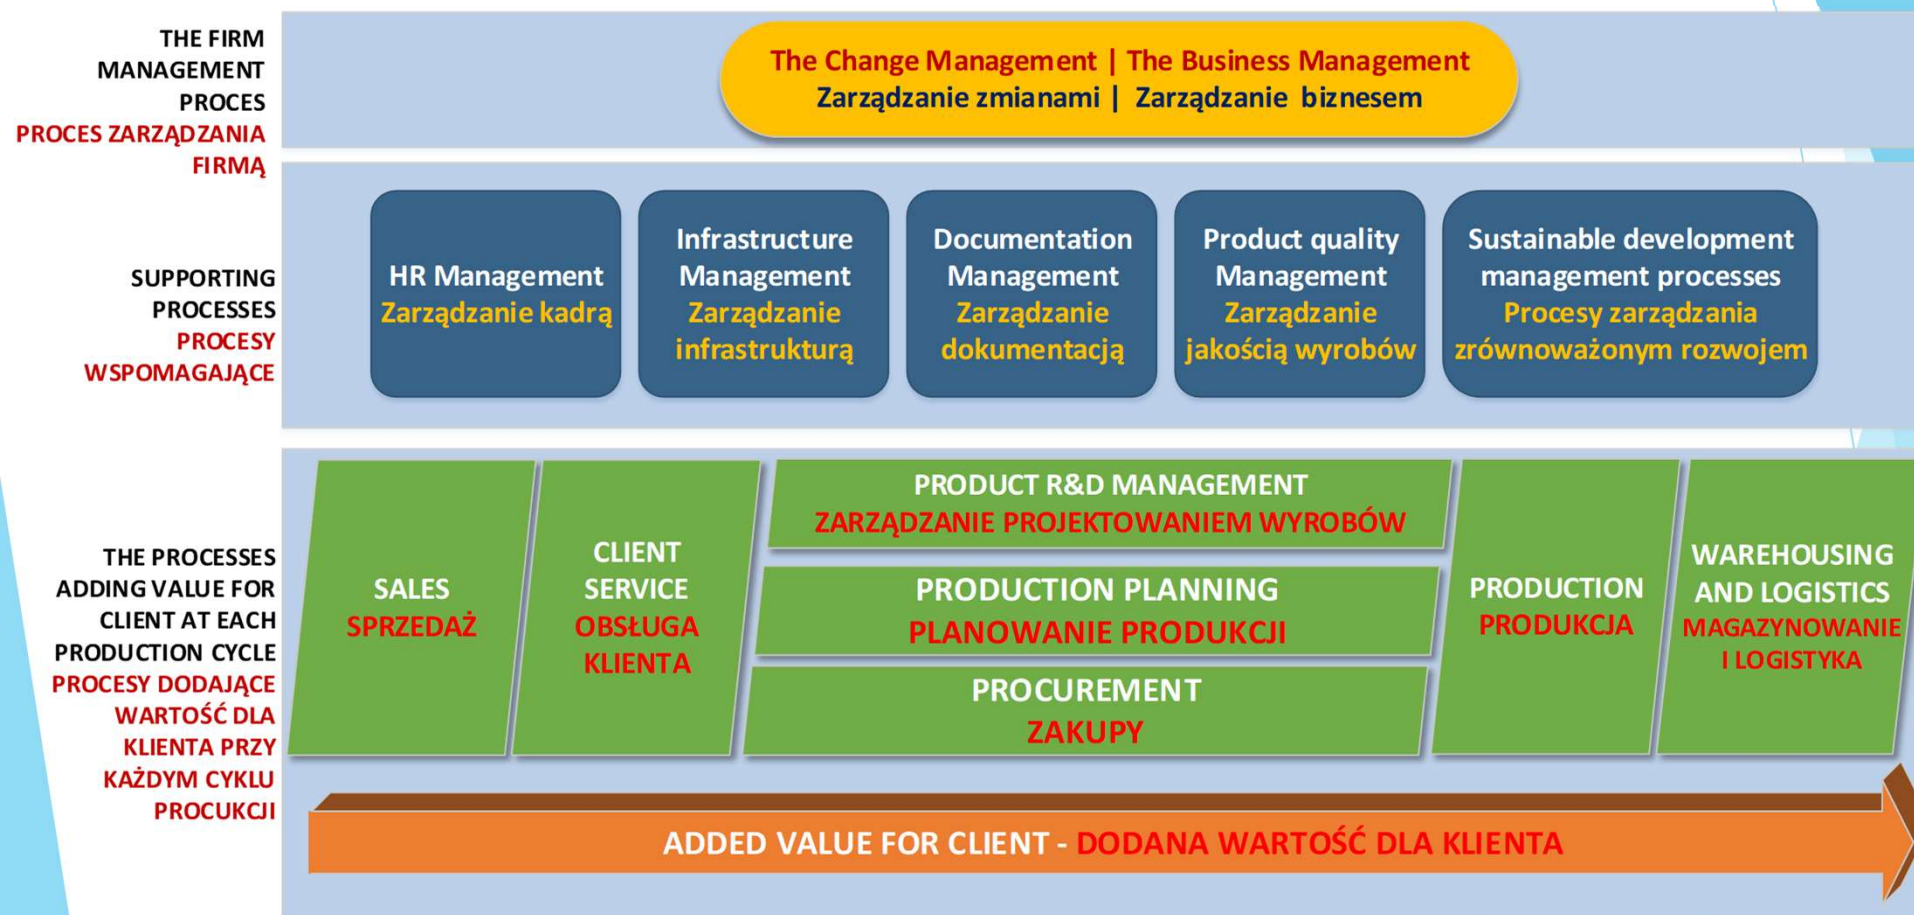 THE FIRM
MANAGEMENT
PROCES
PROCES ZARZĄDZANIA
FIRMĄ
The Change Management | The Business Management
Zarządzanie zmianami | Zarządzanie biznesem
SUPPORTING
PROCESSES
PROCESY
WSPOMAGAJĄCE
HR Management
Zarządzanie kadrą
Infrastructure
Management
Zarządzanie
infrastrukturą
Documentation
Management
Zarządzanie
dokumentacją
Product quality
Management
Zarządzanie
jakością wyrobów
Sustainable development
management processes
Procesy zarządzania
zrównoważonym rozwojem
THE PROCESSES
ADDING VALUE FOR
CLIENT AT EACH
PRODUCTION CYCLE
PROCESY DODAJĄCE
WARTOŚĆ DLA
KLIENTA PRZY
KAŻDYM CYKLU
PROCUKCJI
SALES
SPRZEDAŻ
CLIENT
SERVICE
OBSŁUGA
KLIENTA
PRODUCT R&D MANAGEMENT
ZARZĄDZANIE PROJEKTOWANIEM WYROBÓW
PRODUCTION PLANNING
PLANOWANIE PRODUKCJI
PROCUREMENT
ZAKUPY
PRODUCTION
PRODUKCJA
WAREHOUSING
AND LOGISTICS
MAGAZYNOWANIE
I LOGISTYKA
ADDED VALUE FOR CLIENT - DODANA WARTOŚĆ DLA KLIENTA